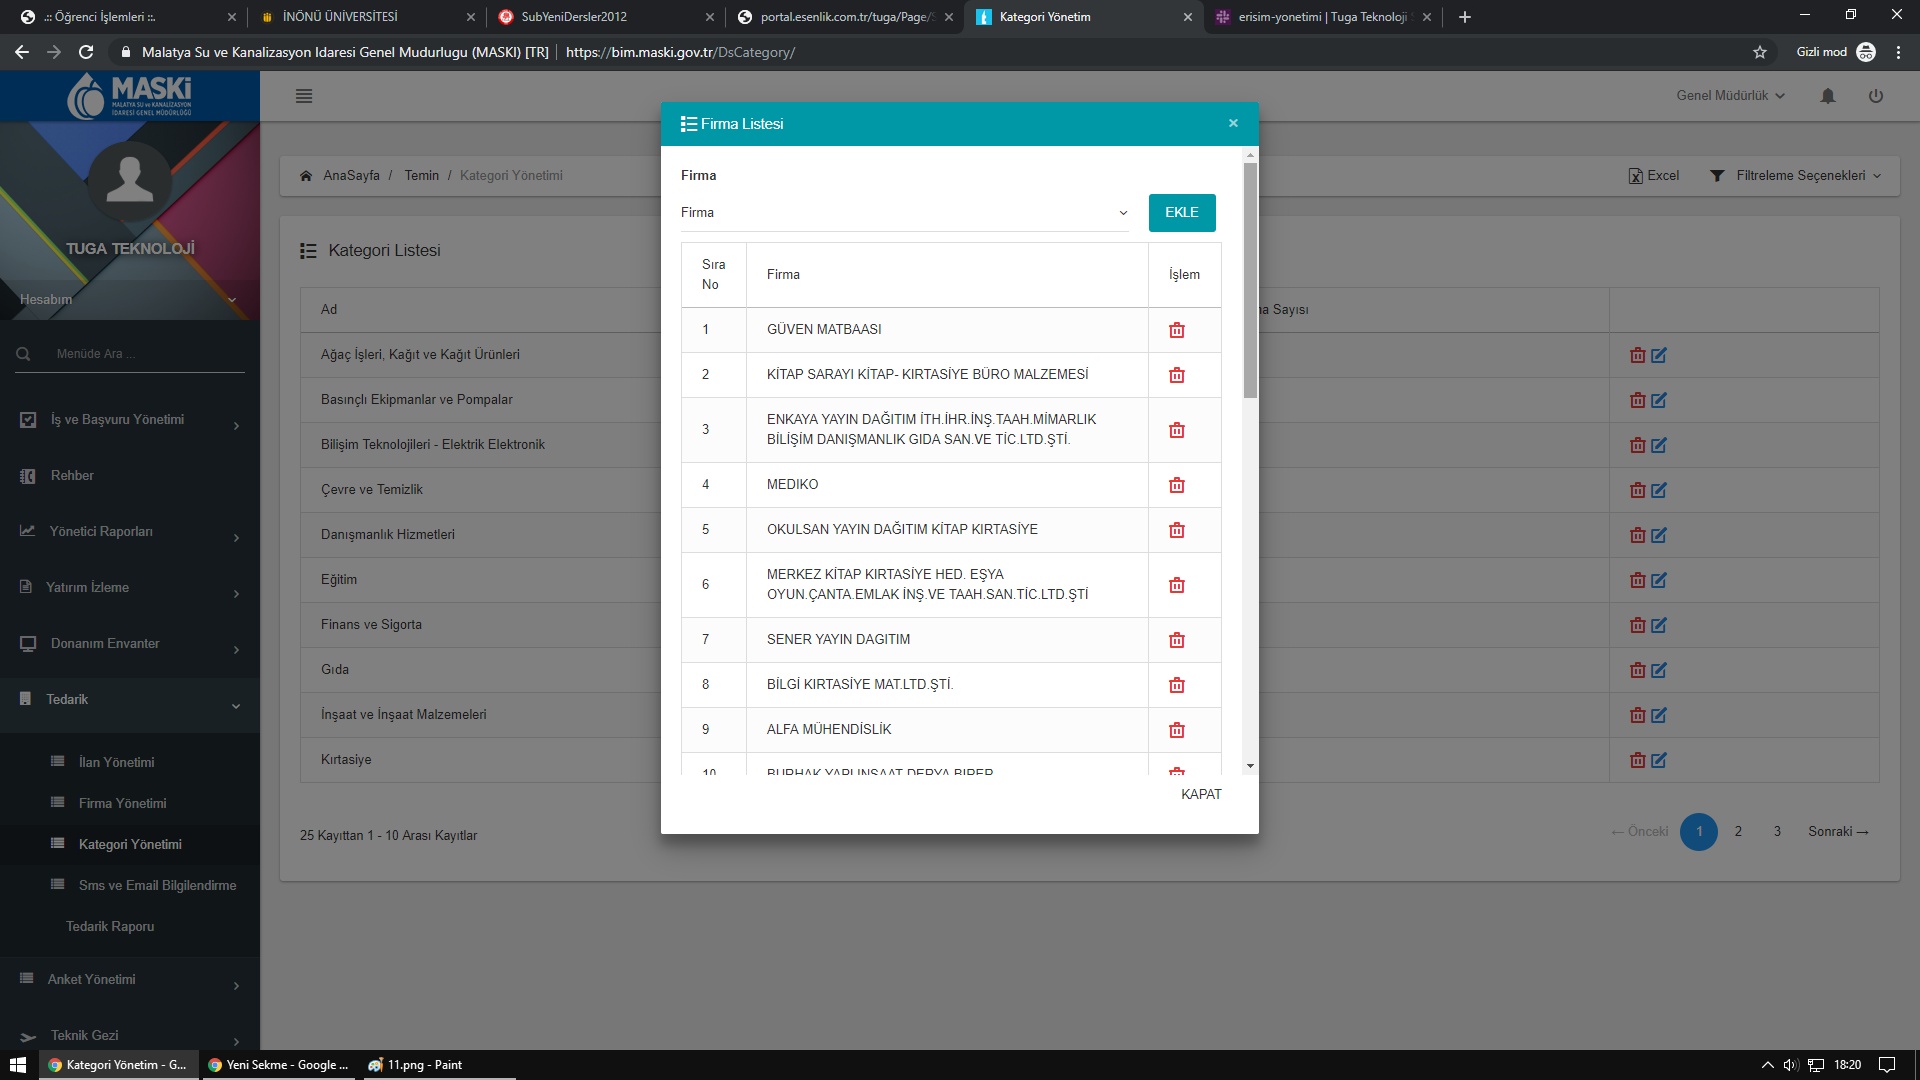 .:: Öğrenci İşlemleri ::.
İNÖNÜ ÜNİVERSİTESİ
SubYeniDersler2012
portal.esenlik.com.tr/tuga/Page/
Kategori Yönetim
erisim-yonetimi | Tuga Teknoloji
Malatya Su ve Kanalizasyon Idaresi Genel Mudurlugu (MASKI) [TR]
https://bim.maski.gov.tr/DsCategory/
Gizli mod
MASKİ
MALATYA SU ve KANALİZASYON
İDARESİ GENEL MÜDÜRLÜĞÜ
Genel Müdürlük
TUGA TEKNOLOJİ
Hesabım
Menüde Ara ...
İş ve Başvuru Yönetimi
Rehber
Yönetici Raporları
Yatırım İzleme
Donanım Envanter
Tedarik
İlan Yönetimi
Firma Yönetimi
Kategori Yönetimi
Sms ve Email Bilgilendirme
Tedarik Raporu
Anket Yönetimi
Teknik Gezi
AnaSayfa / Temin / Kategori Yönetimi
Excel
Filtreleme Seçenekleri
Kategori Listesi
Ad
na Sayısı
Ağaç İşleri, Kağıt ve Kağıt Ürünleri
Basınçlı Ekipmanlar ve Pompalar
Bilişim Teknolojileri - Elektrik Elektronik
Çevre ve Temizlik
Danışmanlık Hizmetleri
Eğitim
Finans ve Sigorta
Gıda
İnşaat ve İnşaat Malzemeleri
Kırtasiye
25 Kayıttan 1 - 10 Arası Kayıtlar
← Önceki 1 2 3 Sonraki →
Firma Listesi
×
Firma
Firma
EKLE
Sıra No
Firma
İşlem
1 GÜVEN MATBAASI
2 KİTAP SARAYI KİTAP- KIRTASİYE BÜRO MALZEMESİ
3 ENKAYA YAYIN DAĞITIM İTH.İHR.İNŞ.TAAH.MİMARLIK
BİLİŞİM DANIŞMANLIK GIDA SAN.VE TİC.LTD.ŞTİ.
4 MEDIKO
5 OKULSAN YAYIN DAĞITIM KİTAP KIRTASİYE
6 MERKEZ KİTAP KIRTASİYE HED. EŞYA
OYUN.ÇANTA.EMLAK İNŞ.VE TAAH.SAN.TİC.LTD.ŞTİ
7 SENER YAYIN DAGITIM
8 BİLGİ KIRTASİYE MAT.LTD.ŞTİ.
9 ALFA MÜHENDİSLİK
10 BURHAK YAPI INSAAT DERYA BIRER
KAPAT
Kategori Yönetim - G...
Yeni Sekme - Google ...
11.png - Paint
18:20